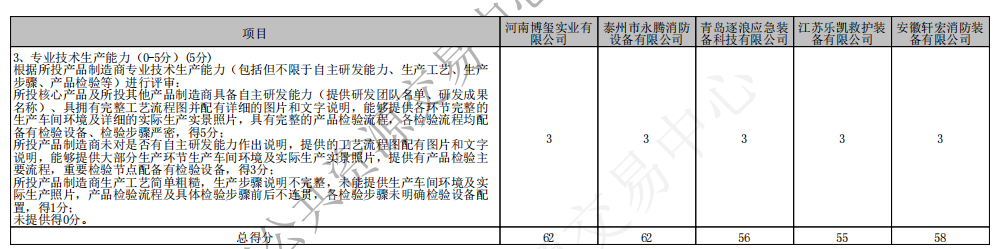 项目
河南博玺实业有限公司
泰州市永腾消防设备有限公司
青岛逐浪应急装备科技有限公司
江苏乐凯救护装备有限公司
安徽轩宏消防装备有限公司
3、专业技术生产能力（0-5分）(5分)
根据所投产品制造商专业技术生产能力（包括但不限于自主研发能力、生产工艺、生产
步骤、产品检验等）进行评审：
所投核心产品及所投其他产品制造商具备自主研发能力（提供研发团队名单、研发成果
名称）、具拥有完整工艺流程图并配有详细的图片和文字说明，能够提供各环节完整的
生产车间环境及详细的实际生产实景照片，具有完整的产品检验流程，各检验流程均配
备有检验设备、检验步骤严密，得5分；
所投产品制造商未对是否有自主研发能力作出说明，提供的工艺流程图配有图片和文字
说明，能够提供大部分生产环节生产车间环境及实际生产实景照片，提供有产品检验主
要流程，重要检验节点配备有检验设备，得3分；
所投产品制造商生产工艺简单粗糙，生产步骤说明不完整，未能提供生产车间环境及实
际生产照片，产品检验流程及具体检验步骤前后不连贯，各检验步骤未明确检验设备配
置，得1分；
未提供得0分。
3 3 3 3 3
总得分 62 62 56 55 58
公共资源交易中心
交易中心